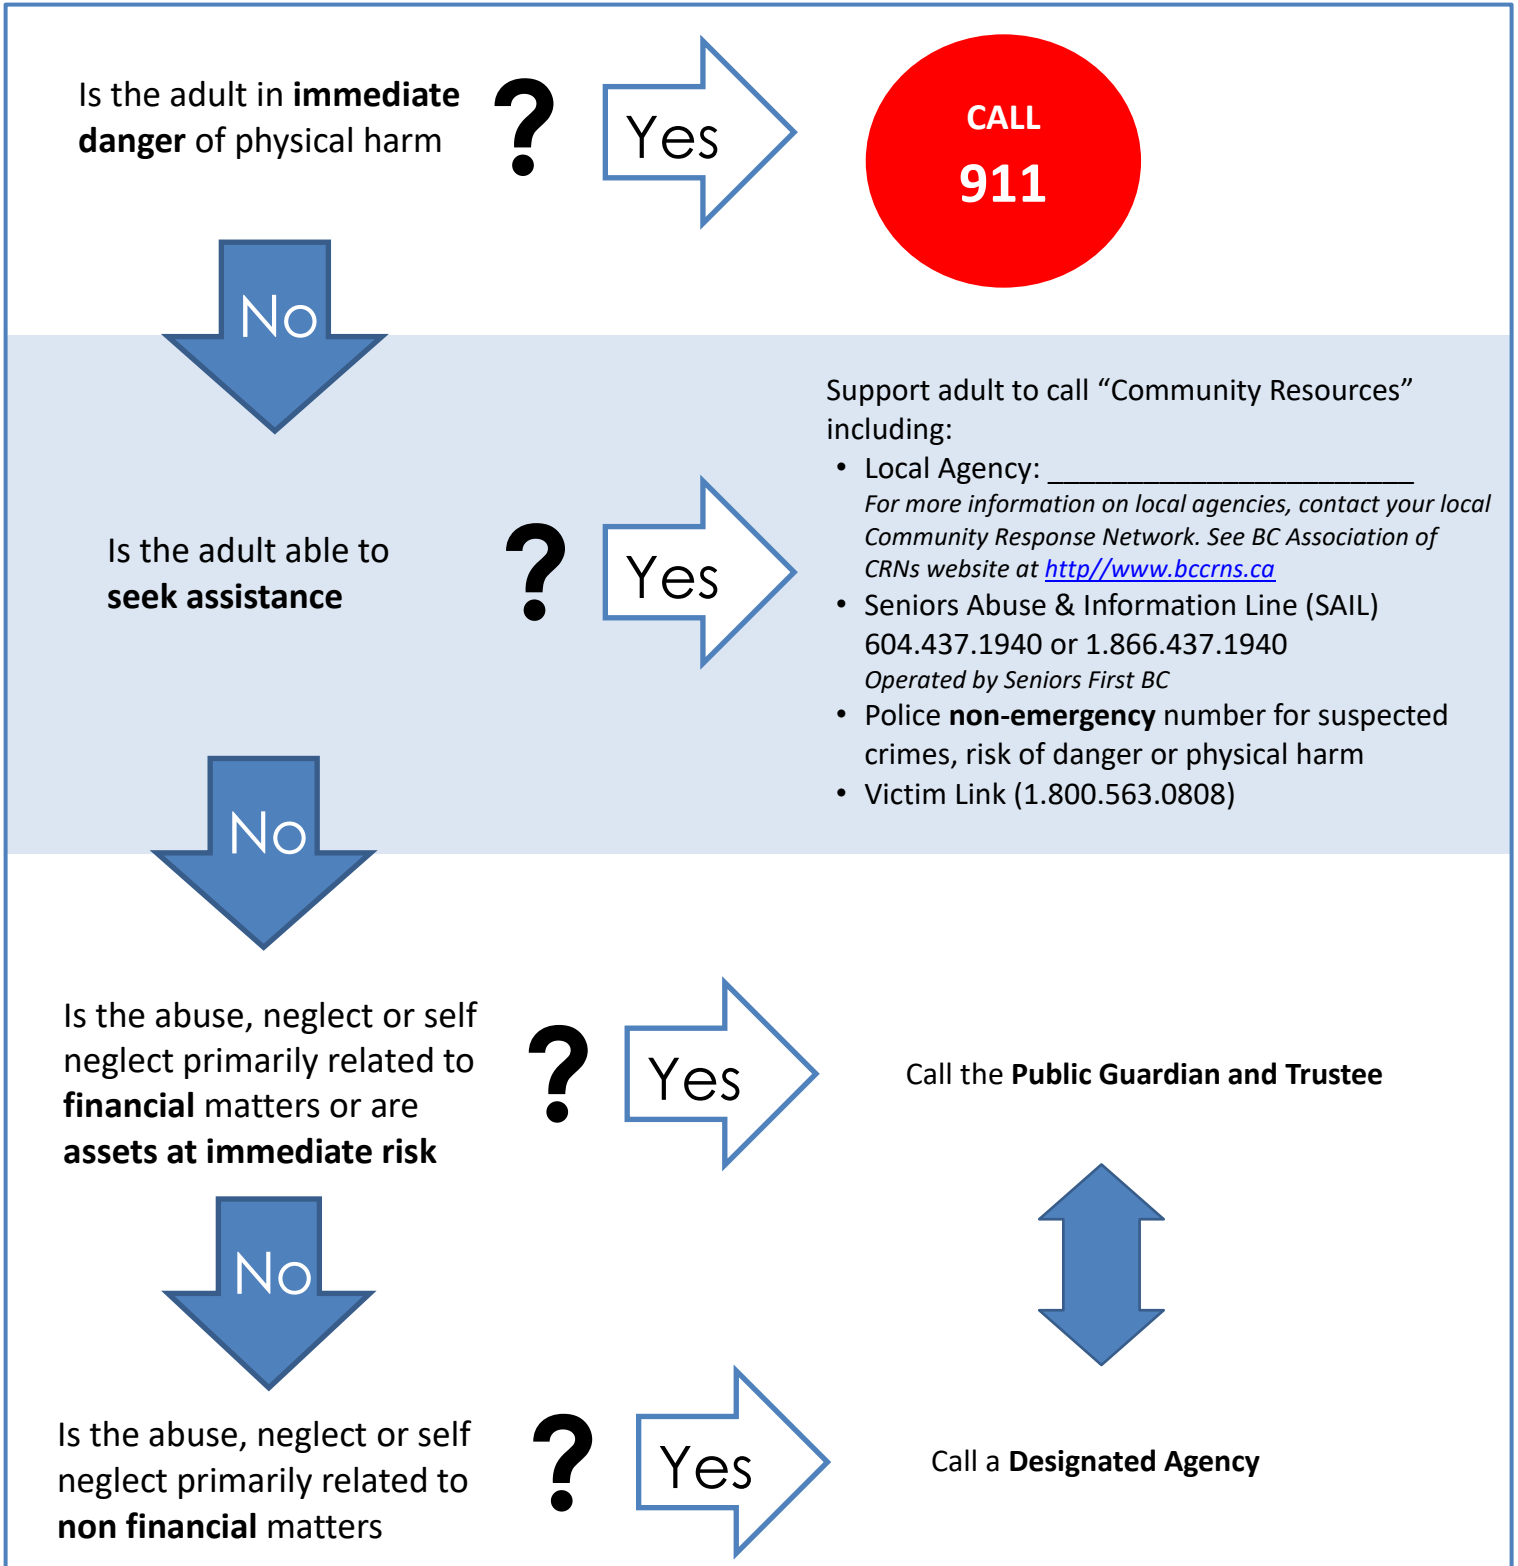 Is the adult in immediate
danger of physical harm
?
Yes
CALL
911
No
Is the adult able to
seek assistance
?
Yes
Support adult to call “Community Resources”
including:
• Local Agency: _______________________
For more information on local agencies, contact your local
Community Response Network. See BC Association of
CRNs website at http//www.bccrns.ca
• Seniors Abuse & Information Line (SAIL)
604.437.1940 or 1.866.437.1940
Operated by Seniors First BC
• Police non-emergency number for suspected
crimes, risk of danger or physical harm
• Victim Link (1.800.563.0808)
No
Is the abuse, neglect or self
neglect primarily related to
financial matters or are
assets at immediate risk
?
Yes
Call the Public Guardian and Trustee
No
Is the abuse, neglect or self
neglect primarily related to
non financial matters
?
Yes
Call a Designated Agency